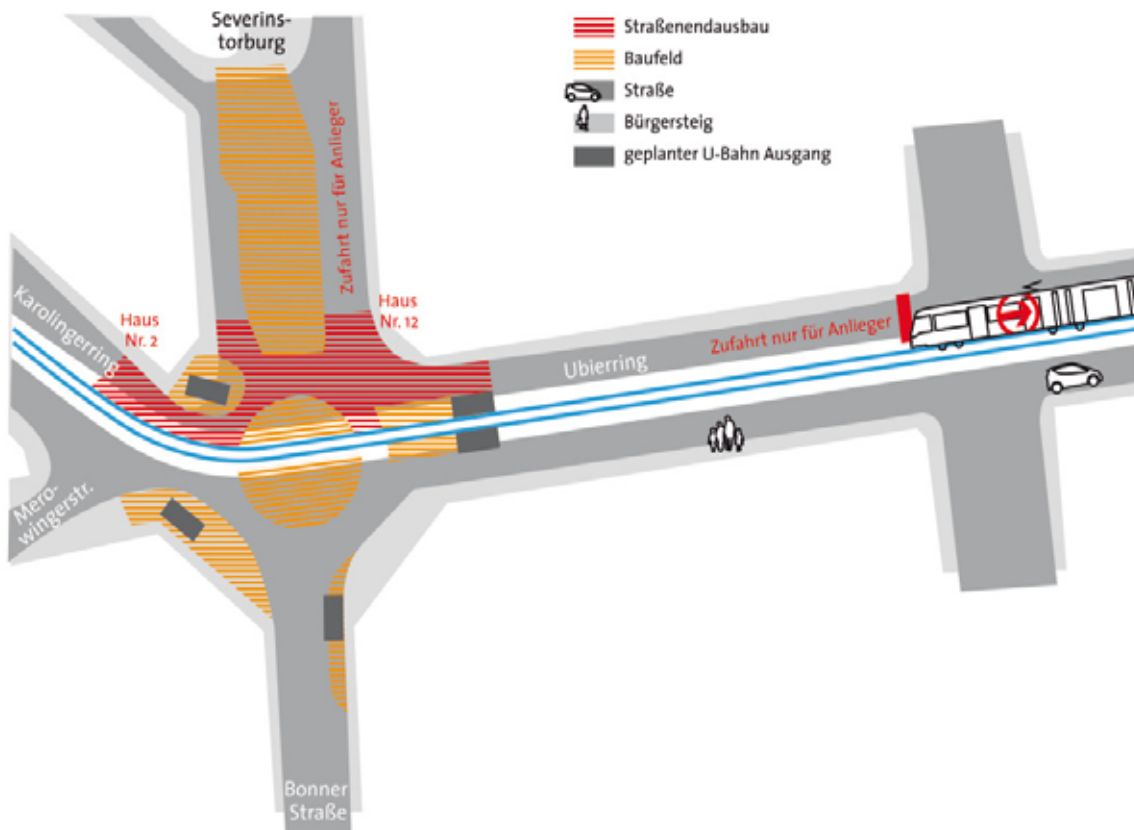 Severins-
torburg
Straßenendausbau
Baufeld
Straße
Bürgersteig
geplanter U-Bahn Ausgang
Zufahrt nur für Anlieger
Karolingerring
Haus
Nr. 2
Haus
Nr. 12
Ubierring
Zufahrt nur für Anlieger
Mero-
wingerstr.
Bonner
Straße